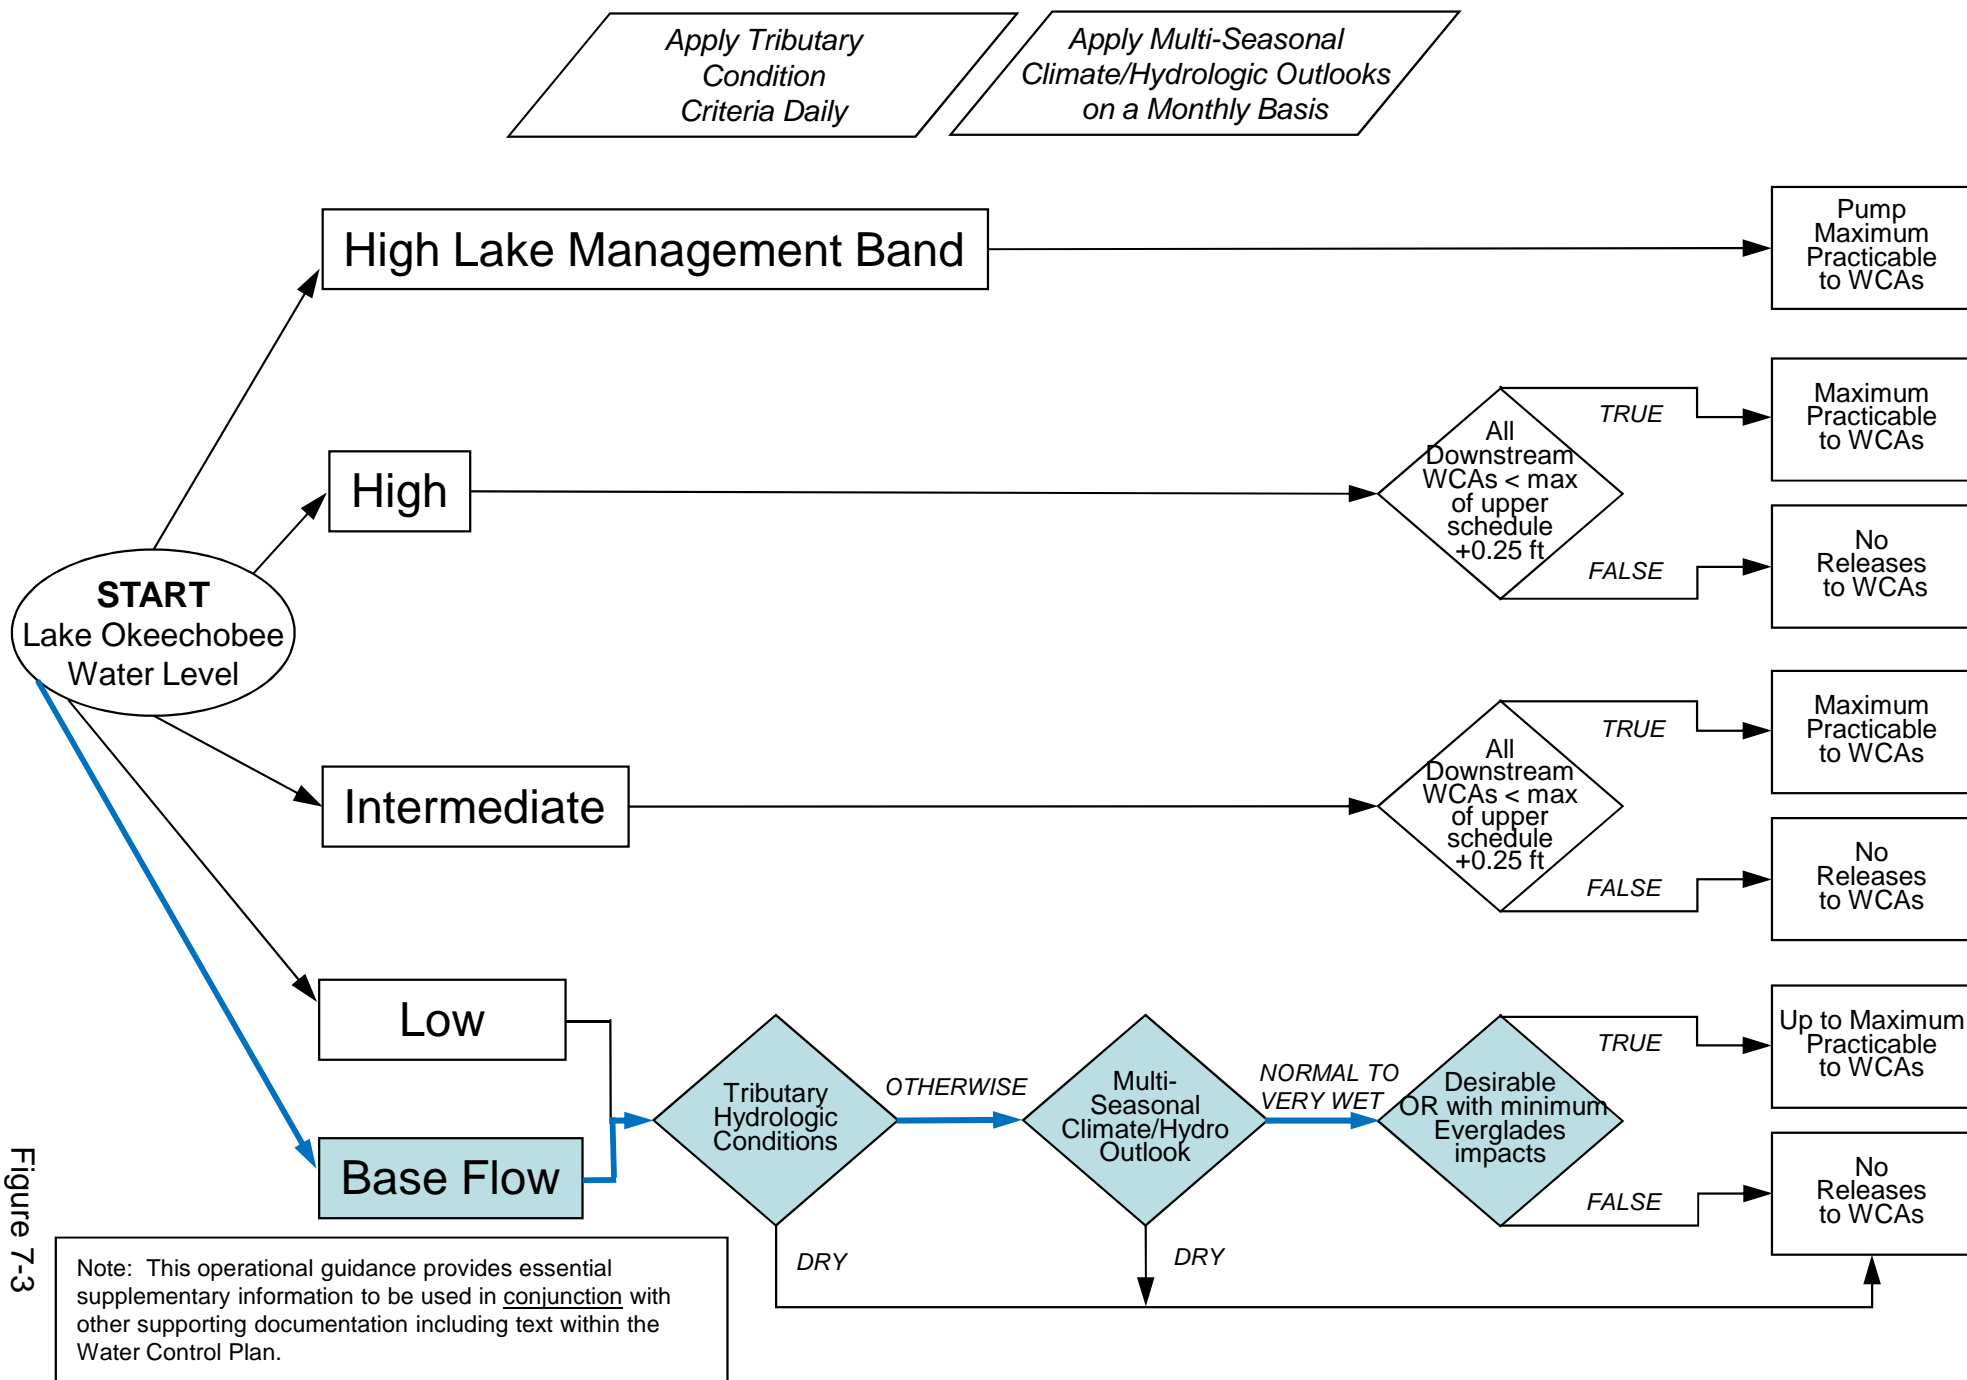 Apply Tributary
Condition
Criteria Daily
Apply Multi-Seasonal
Climate/Hydrologic Outlooks
on a Monthly Basis
High Lake Management Band
Pump
Maximum
Practicable
to WCAs
High
All
Downstream
WCAs < max
of upper
schedule
+0.25 ft
TRUE
Maximum
Practicable
to WCAs
FALSE
No
Releases
to WCAs
START
Lake Okeechobee
Water Level
Intermediate
All
Downstream
WCAs < max
of upper
schedule
+0.25 ft
TRUE
Maximum
Practicable
to WCAs
FALSE
No
Releases
to WCAs
Low
Base Flow
Tributary
Hydrologic
Conditions
OTHERWISE
DRY
Multi-
Seasonal
Climate/Hydro
Outlook
NORMAL TO
VERY WET
DRY
Desirable
OR with minimum
Everglades
impacts
TRUE
Up to Maximum
Practicable
to WCAs
FALSE
No
Releases
to WCAs
Figure 7-3
Note:  This operational guidance provides essential
supplementary information to be used in conjunction with
other supporting documentation including text within the
Water Control Plan.